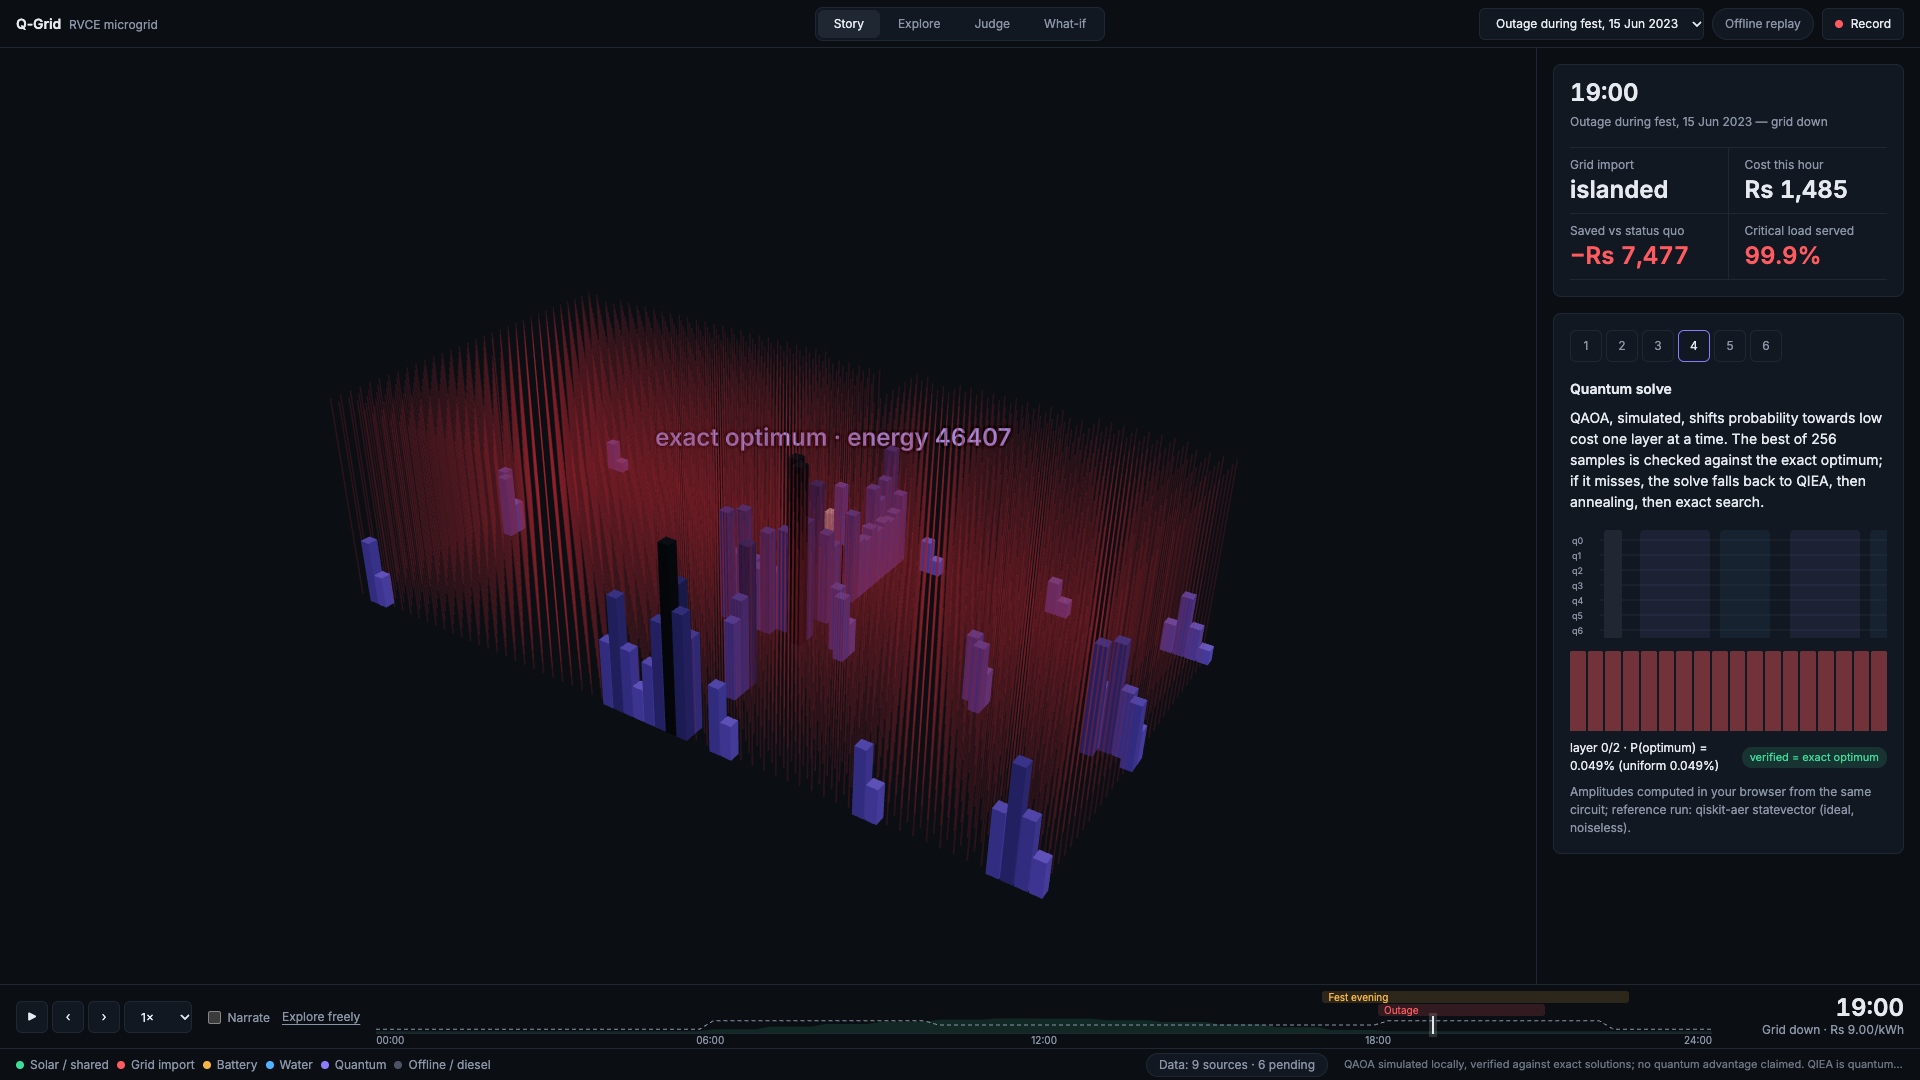 Q-Grid RVCE microgrid
Story Explore Judge What-if
Outage during fest, 15 Jun 2023
Offline replay
Record
exact optimum · energy 46407
19:00
Outage during fest, 15 Jun 2023 — grid down
Grid import Cost this hour
islanded Rs 1,485
Saved vs status quo Critical load served
−Rs 7,477 99.9%
1 2 3 4 5 6
Quantum solve
QAOA, simulated, shifts probability towards low
cost one layer at a time. The best of 256
samples is checked against the exact optimum;
if it misses, the solve falls back to QIEA, then
annealing, then exact search.
q0
q1
q2
q3
q4
q5
q6
layer 0/2 · P(optimum) =
0.049% (uniform 0.049%)
verified = exact optimum
Amplitudes computed in your browser from the same
circuit; reference run: qiskit-aer statevector (ideal,
noiseless).
1×
Narrate
Explore freely
Fest evening
Outage
00:00 06:00 12:00 18:00 24:00
19:00
Grid down · Rs 9.00/kWh
Solar / shared Grid import Battery Water Quantum Offline / diesel
Data: 9 sources · 6 pending
QAOA simulated locally, verified against exact solutions; no quantum advantage claimed. QIEA is quantum...